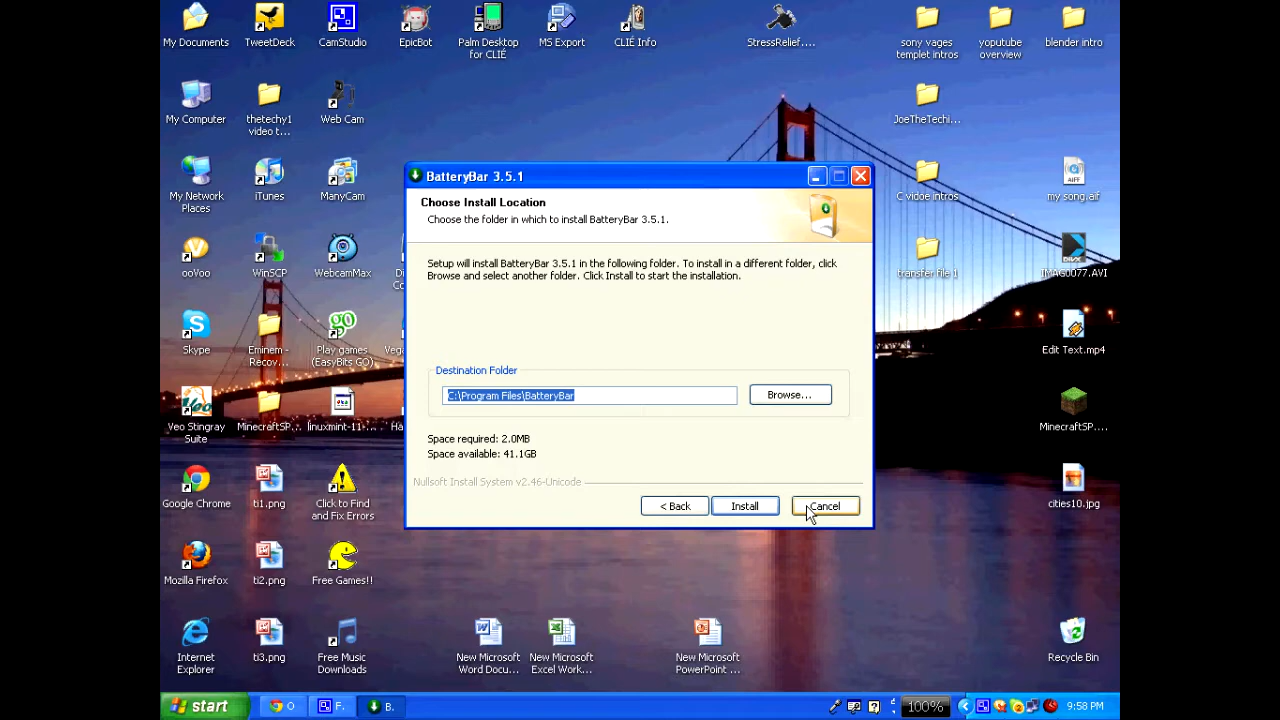 My Documents
TweetDeck
CamStudio
EpicBot
Palm Desktop
for CLIÉ
MS Export
CLIÉ Info
StressRelief....
sony vages
templet intros
yoputube
overview
blender intro
My Computer
thetechy1
video t...
Web Cam
JoeTheTechi...
My Network
Places
iTunes
ManyCam
C vidoe intros
my song.aif
ooVoo
WinSCP
WebcamMax
transfer file 1
IMAG0077.AVI
Skype
Eminem -
Recov...
Play games
(EasyBits GO)
Edit Text.mp4
Veo Stingray
Suite
MinecraftSP....
linuxmint-11-...
MinecraftSP....
Google Chrome
ti1.png
Click to Find
and Fix Errors
cities10.jpg
Mozilla Firefox
ti2.png
Free Games!!
Internet
Explorer
ti3.png
Free Music
Downloads
New Microsoft
Word Docu...
New Microsoft
Excel Work...
New Microsoft
PowerPoint ...
Recycle Bin
BatteryBar 3.5.1
Choose Install Location
Choose the folder in which to install BatteryBar 3.5.1.
Setup will install BatteryBar 3.5.1 in the following folder. To install in a different folder, click
Browse and select another folder. Click Install to start the installation.
Destination Folder
C:\Program Files\BatteryBar
Browse...
Space required: 2.0MB
Space available: 41.1GB
Nullsoft Install System v2.46-Unicode
< Back
Install
Cancel
start
O
F.
B.
100%
9:58 PM